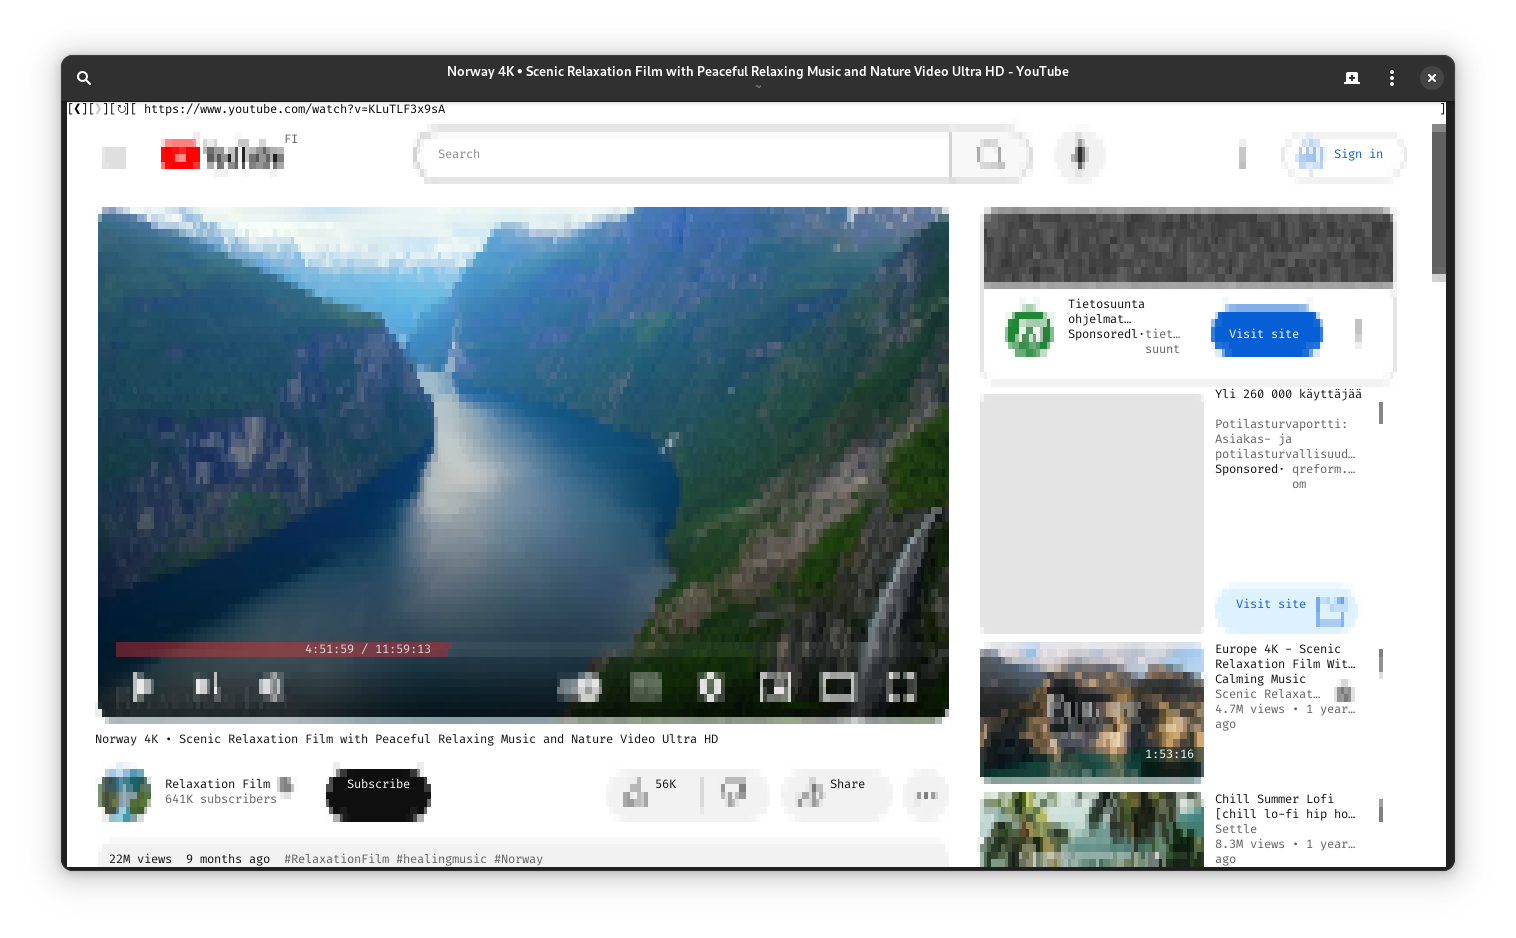 Norway 4K • Scenic Relaxation Film with Peaceful Relaxing Music and Nature Video Ultra HD - YouTube
~
[❮][❯][↻][ https://www.youtube.com/watch?v=KLuTLF3x9sA ]
YouTube
FI
Search
Sign in
4:51:59 / 11:59:13
Norway 4K • Scenic Relaxation Film with Peaceful Relaxing Music and Nature Video Ultra HD
Relaxation Film
641K subscribers
Subscribe
56K
Share
22M views 9 months ago #RelaxationFilm #healingmusic #Norway
Tietosuunta
ohjelmat…
Sponsoredl·tiet…
suunt
Visit site
Yli 260 000 käyttäjää
Potilasturvaportti:
Asiakas- ja
potilasturvallisuud…
Sponsored· qreform.…
om
Visit site
1:53:16
Europe 4K - Scenic
Relaxation Film Wit…
Calming Music
Scenic Relaxat…
4.7M views • 1 year…
ago
Chill Summer Lofi
[chill lo-fi hip ho…
Settle
8.3M views • 1 year…
ago